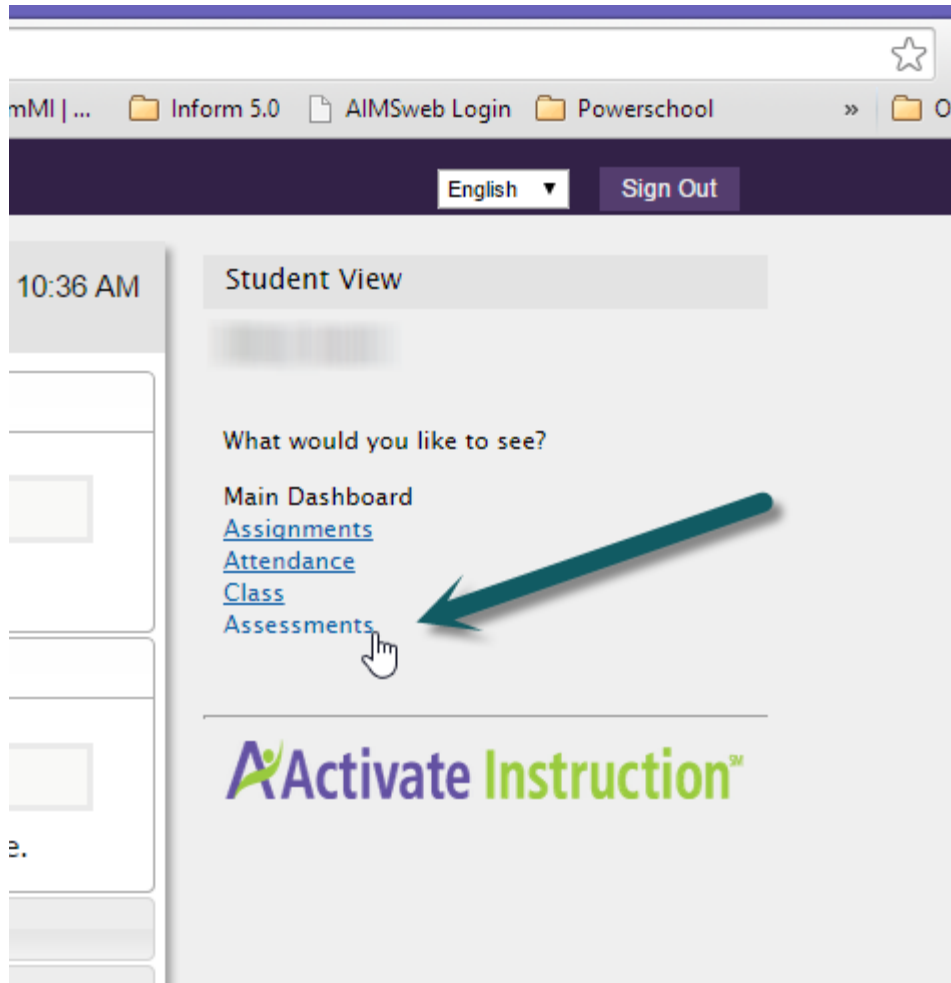 mMI | ... Inform 5.0 AIMSweb Login Powerschool » O
English ▼ Sign Out
10:36 AM Student View
What would you like to see?
Main Dashboard
Assignments
Attendance
Class
Assessments
Activate Instruction℠
e.